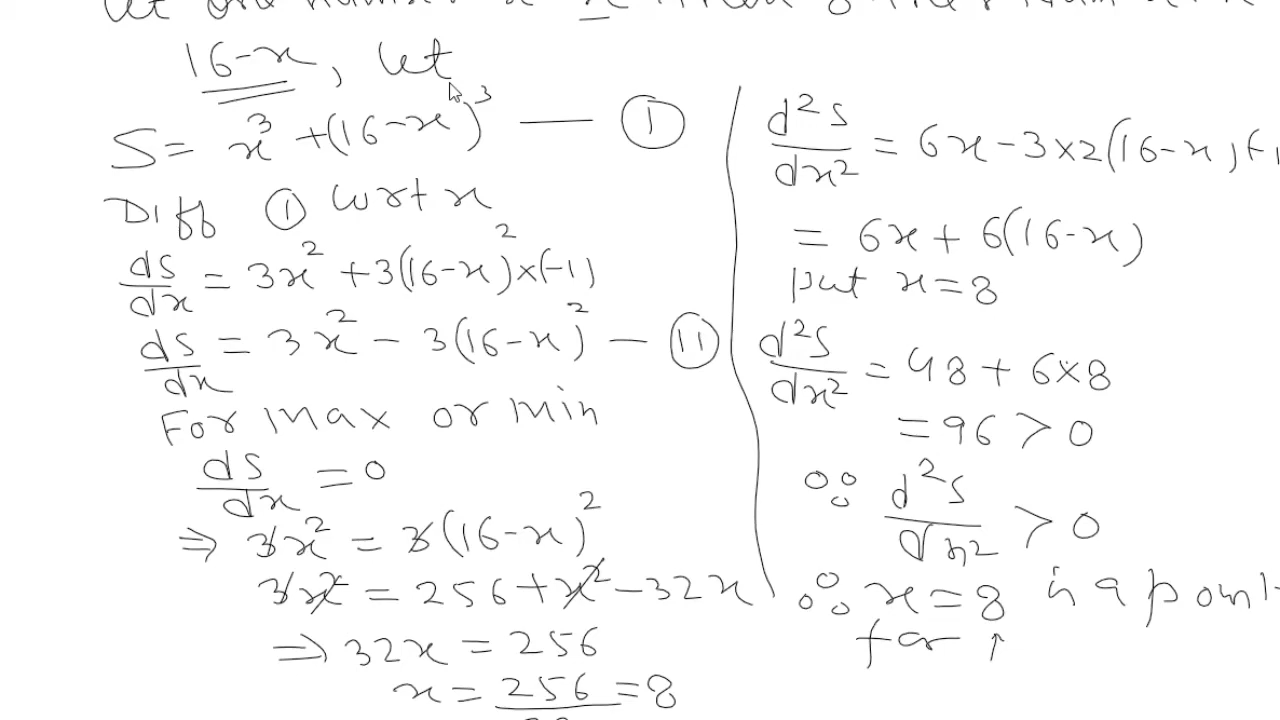 16-x, let
S = x³ + (16-x)³ — ①
Diff ① wrt x
ds/dx = 3x² + 3(16-x)² × (-1)
ds/dx = 3x² - 3(16-x)² — ⑪
For max or min
ds/dx = 0
⇒ 3x² = 3(16-x)²
3x² = 256 + x² - 32x
⇒ 32x = 256
x = 256 = 8
d²s/dx² = 6x - 3×2(16-x)(-1
= 6x + 6(16-x)
put x = 8
d²s/dx² = 48 + 6×8
= 96 > 0
∵ d²s/dx² > 0
∴ x = 8 is a point
for